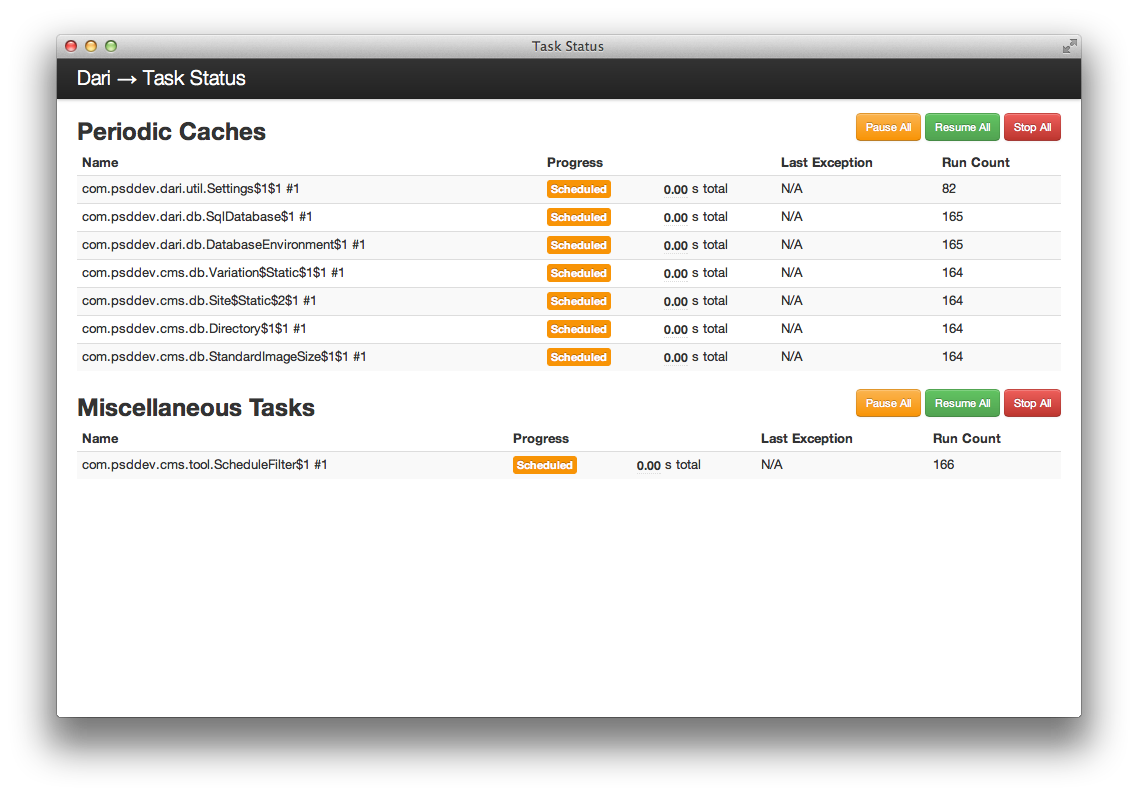 Task Status
Dari → Task Status
Periodic Caches Pause All Resume All Stop All
Name Progress Last Exception Run Count
com.psddev.dari.util.Settings$1$1 #1 Scheduled 0.00 s total N/A 82
com.psddev.dari.db.SqlDatabase$1 #1 Scheduled 0.00 s total N/A 165
com.psddev.dari.db.DatabaseEnvironment$1 #1 Scheduled 0.00 s total N/A 165
com.psddev.cms.db.Variation$Static$1$1 #1 Scheduled 0.00 s total N/A 164
com.psddev.cms.db.Site$Static$2$1 #1 Scheduled 0.00 s total N/A 164
com.psddev.cms.db.Directory$1$1 #1 Scheduled 0.00 s total N/A 164
com.psddev.cms.db.StandardImageSize$1$1 #1 Scheduled 0.00 s total N/A 164
Miscellaneous Tasks Pause All Resume All Stop All
Name Progress Last Exception Run Count
com.psddev.cms.tool.ScheduleFilter$1 #1 Scheduled 0.00 s total N/A 166